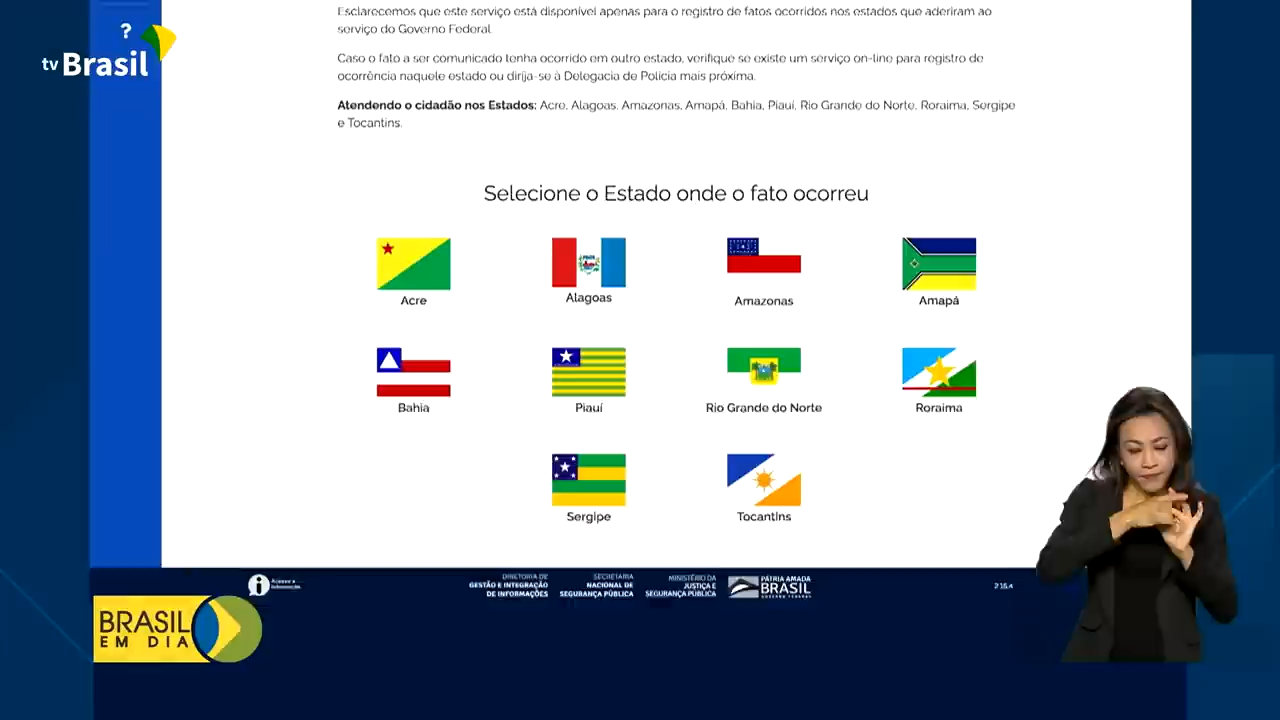 Esclarecemos que este serviço está disponível apenas para o registro de fatos ocorridos nos estados que aderiram ao
serviço do Governo Federal
?
tv Brasil
Caso o fato a ser comunicado tenha ocorrido em outro estado, verifique se existe um serviço on-line para registro de
ocorrência naquele estado ou dirija-se à Delegacia de Polícia mais próxima.
Atendendo o cidadão nos Estados: Acre, Alagoas, Amazonas, Amapá, Bahia, Piauí, Rio Grande do Norte, Roraima, Sergipe
e Tocantins.
Selecione o Estado onde o fato ocorreu
Acre
Alagoas
Amazonas
Amapá
Bahia
Piauí
Rio Grande do Norte
Roraima
Sergipe
Tocantins
Acesso à
Informação
DIRETORIA DE
GESTÃO E INTEGRAÇÃO
DE INFORMAÇÕES
SECRETARIA
NACIONAL DE
SEGURANÇA PÚBLICA
MINISTÉRIO DA
JUSTIÇA E
SEGURANÇA PÚBLICA
PÁTRIA AMADA
BRASIL
GOVERNO FEDERAL
BRASIL
EM DIA